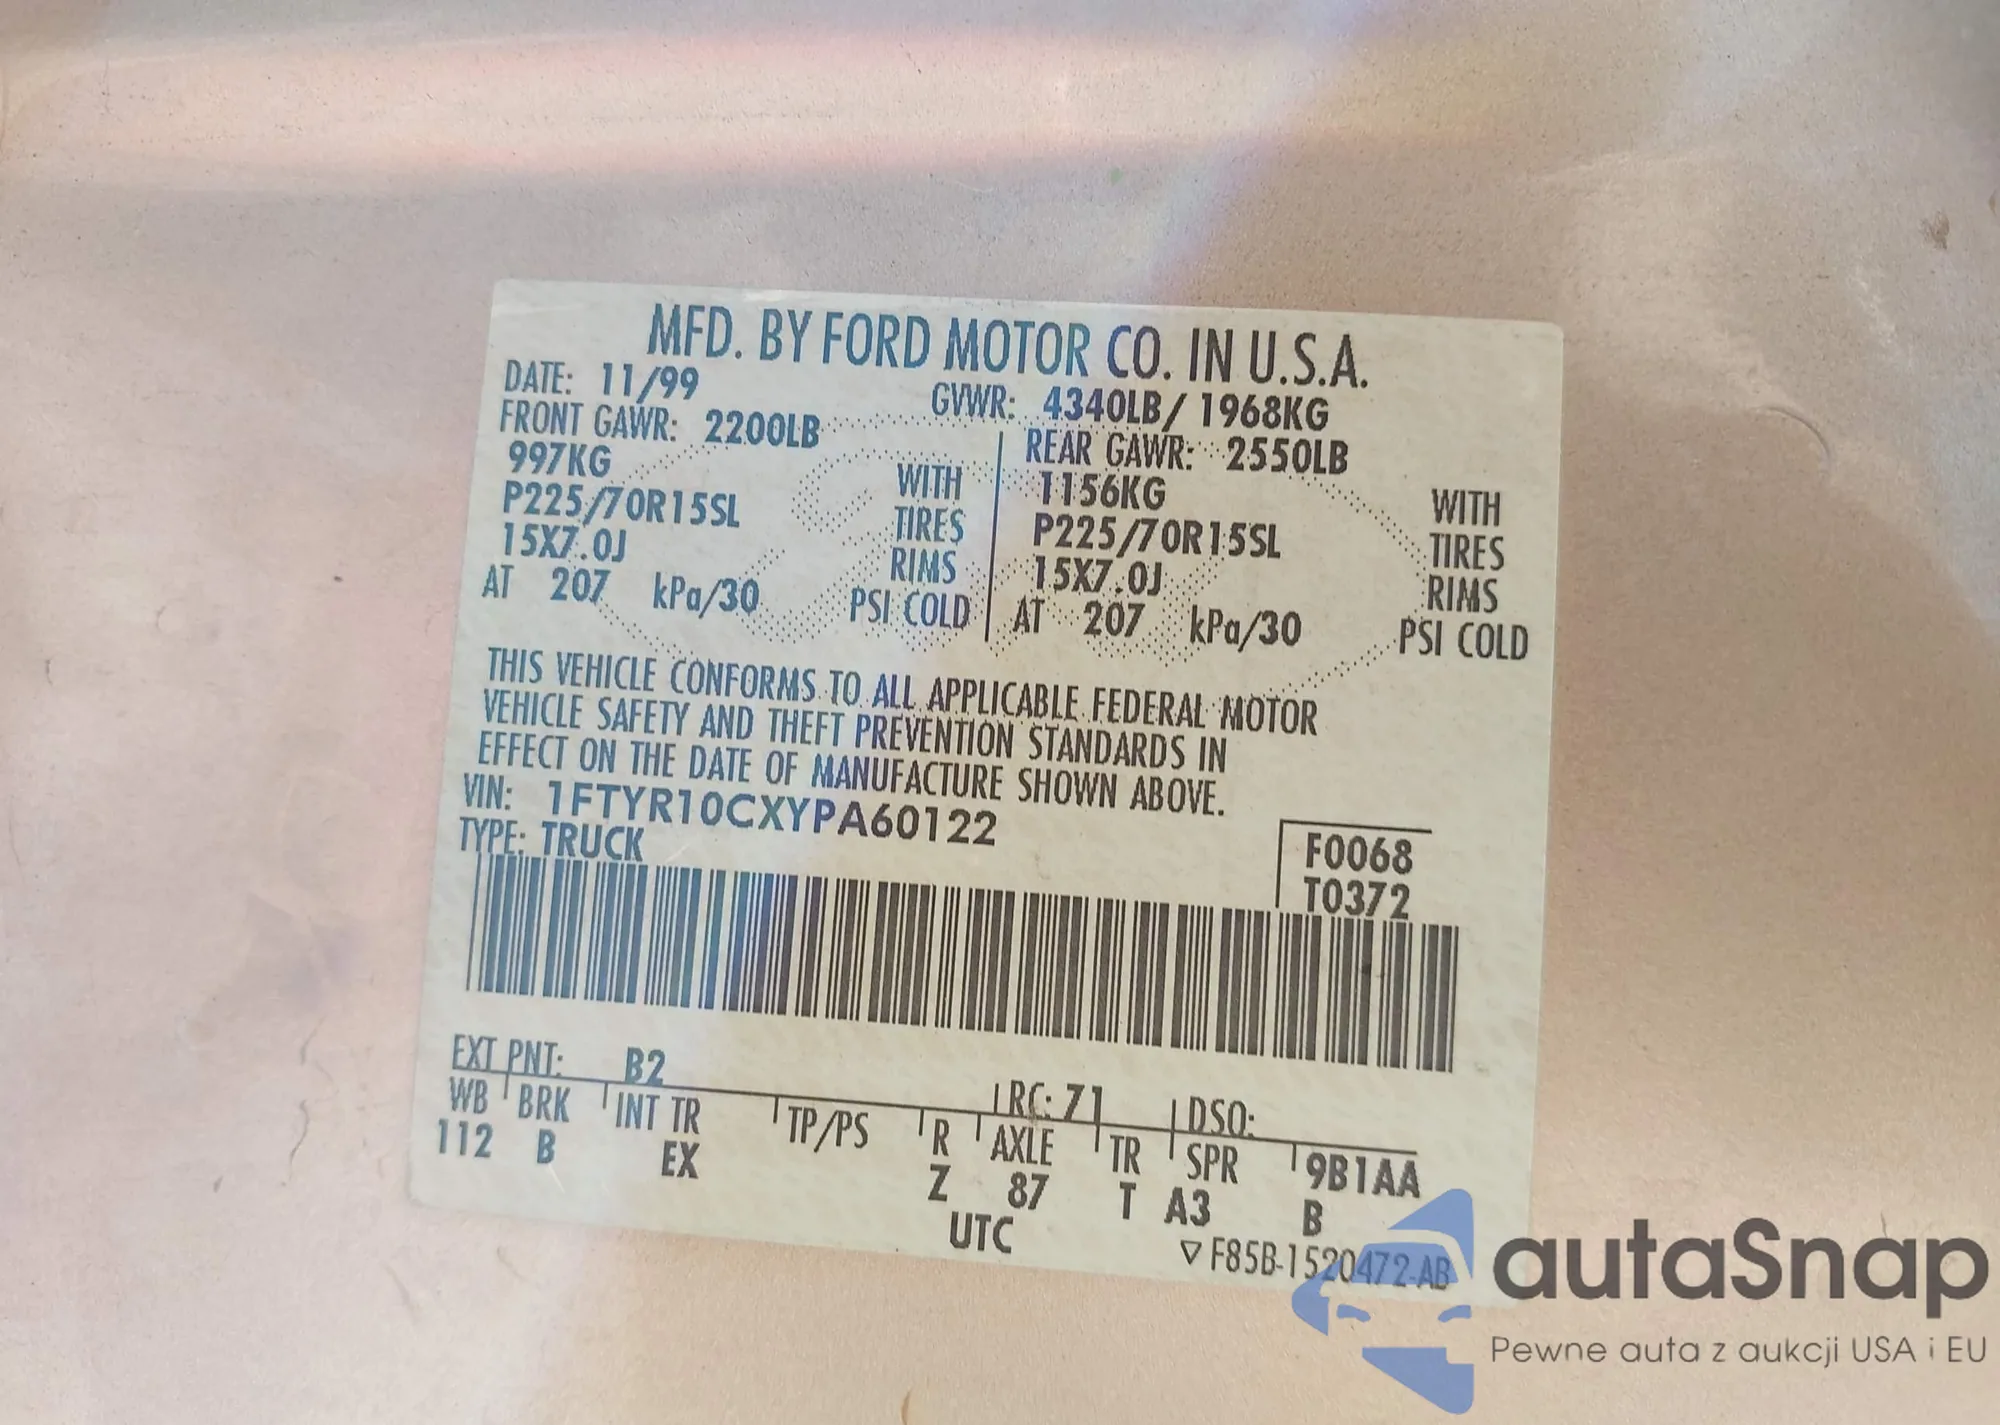 MFD. BY FORD MOTOR CO. IN U.S.A.
DATE: 11/99 GVWR: 4340LB/ 1968KG
FRONT GAWR: 2200LB REAR GAWR: 2550LB
997KG WITH 1156KG WITH
P225/70R15SL TIRES P225/70R15SL TIRES
15X7.0J RIMS 15X7.0J RIMS
AT 207 kPa/30 PSI COLD AT 207 kPa/30 PSI COLD
THIS VEHICLE CONFORMS TO ALL APPLICABLE FEDERAL MOTOR
VEHICLE SAFETY AND THEFT PREVENTION STANDARDS IN
EFFECT ON THE DATE OF MANUFACTURE SHOWN ABOVE.
VIN: 1FTYR10CXYPA60122
TYPE: TRUCK
F0068
T0372
EXT PNT: B2 RC: 71 DSO:
WB BRK INT TR TP/PS R AXLE TR SPR 9B1AA
112 B EX Z 87 T A3 B
UTC
▽ F85B-1520472-AB
autaSnap
Pewne auta z aukcji USA i EU